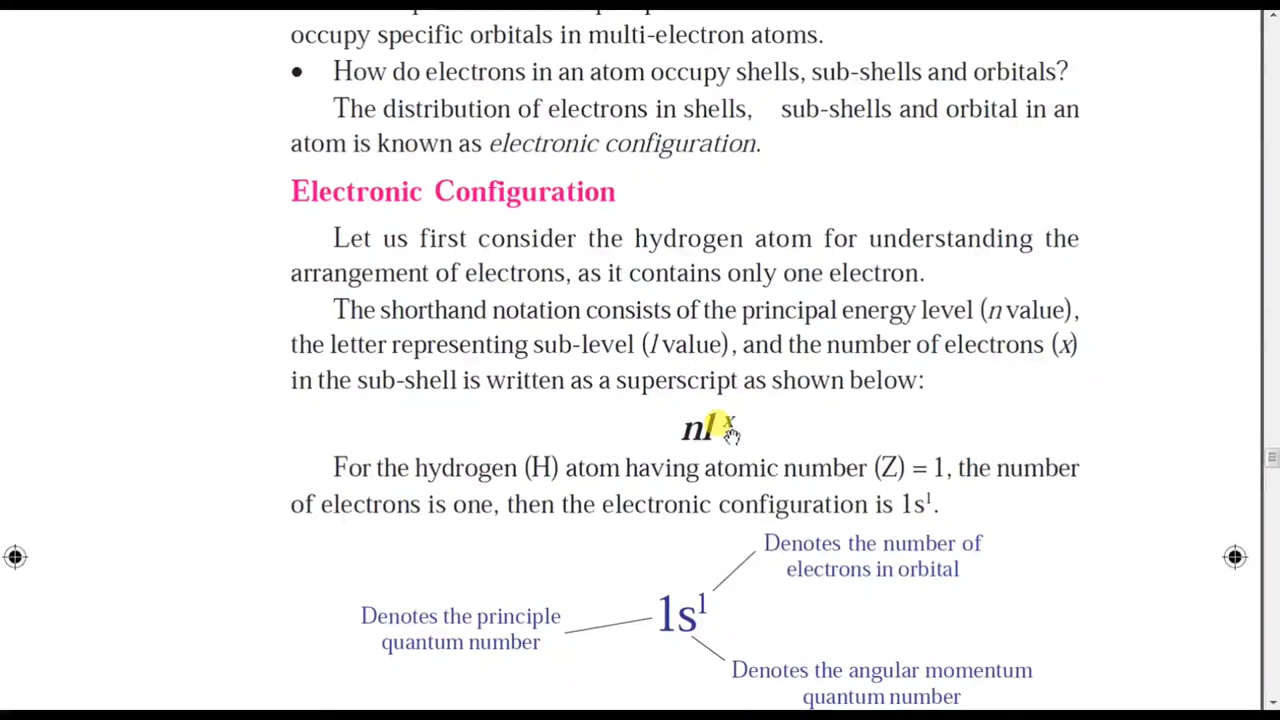 occupy specific orbitals in multi-electron atoms.
• How do electrons in an atom occupy shells, sub-shells and orbitals?
The distribution of electrons in shells, sub-shells and orbital in an
atom is known as electronic configuration.
Electronic Configuration
Let us first consider the hydrogen atom for understanding the
arrangement of electrons, as it contains only one electron.
The shorthand notation consists of the principal energy level (n value),
the letter representing sub-level (l value), and the number of electrons (x)
in the sub-shell is written as a superscript as shown below:
nlˣ
For the hydrogen (H) atom having atomic number (Z) = 1, the number
of electrons is one, then the electronic configuration is 1s¹.
Denotes the number of
electrons in orbital
Denotes the principle
quantum number
1s¹
Denotes the angular momentum
quantum number